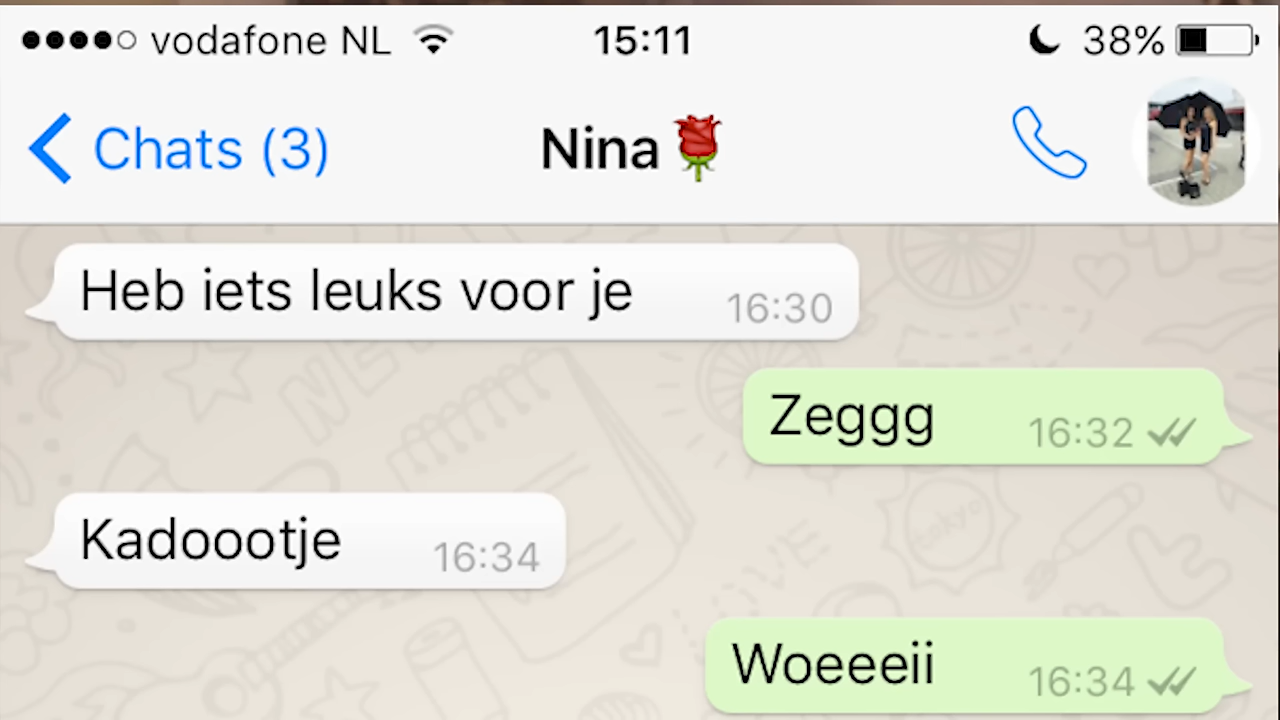 vodafone NL 15:11 38%
Chats (3) Nina🌹
Heb iets leuks voor je 16:30
Zeggg 16:32
Kadoootje 16:34
Woeeeii 16:34